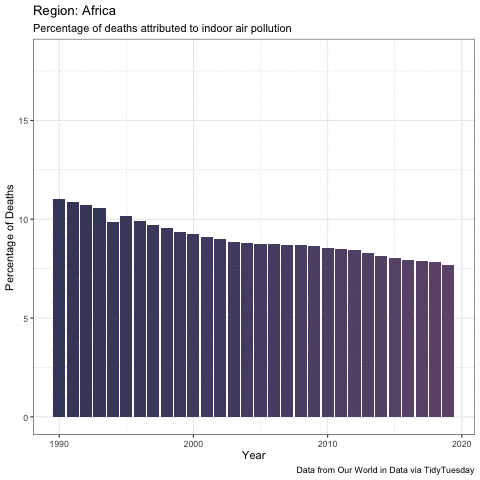 Region: Africa
Percentage of deaths attributed to indoor air pollution
Percentage of Deaths
15
10
5
0
1990 2000 2010 2020
Year
Data from Our World in Data via TidyTuesday